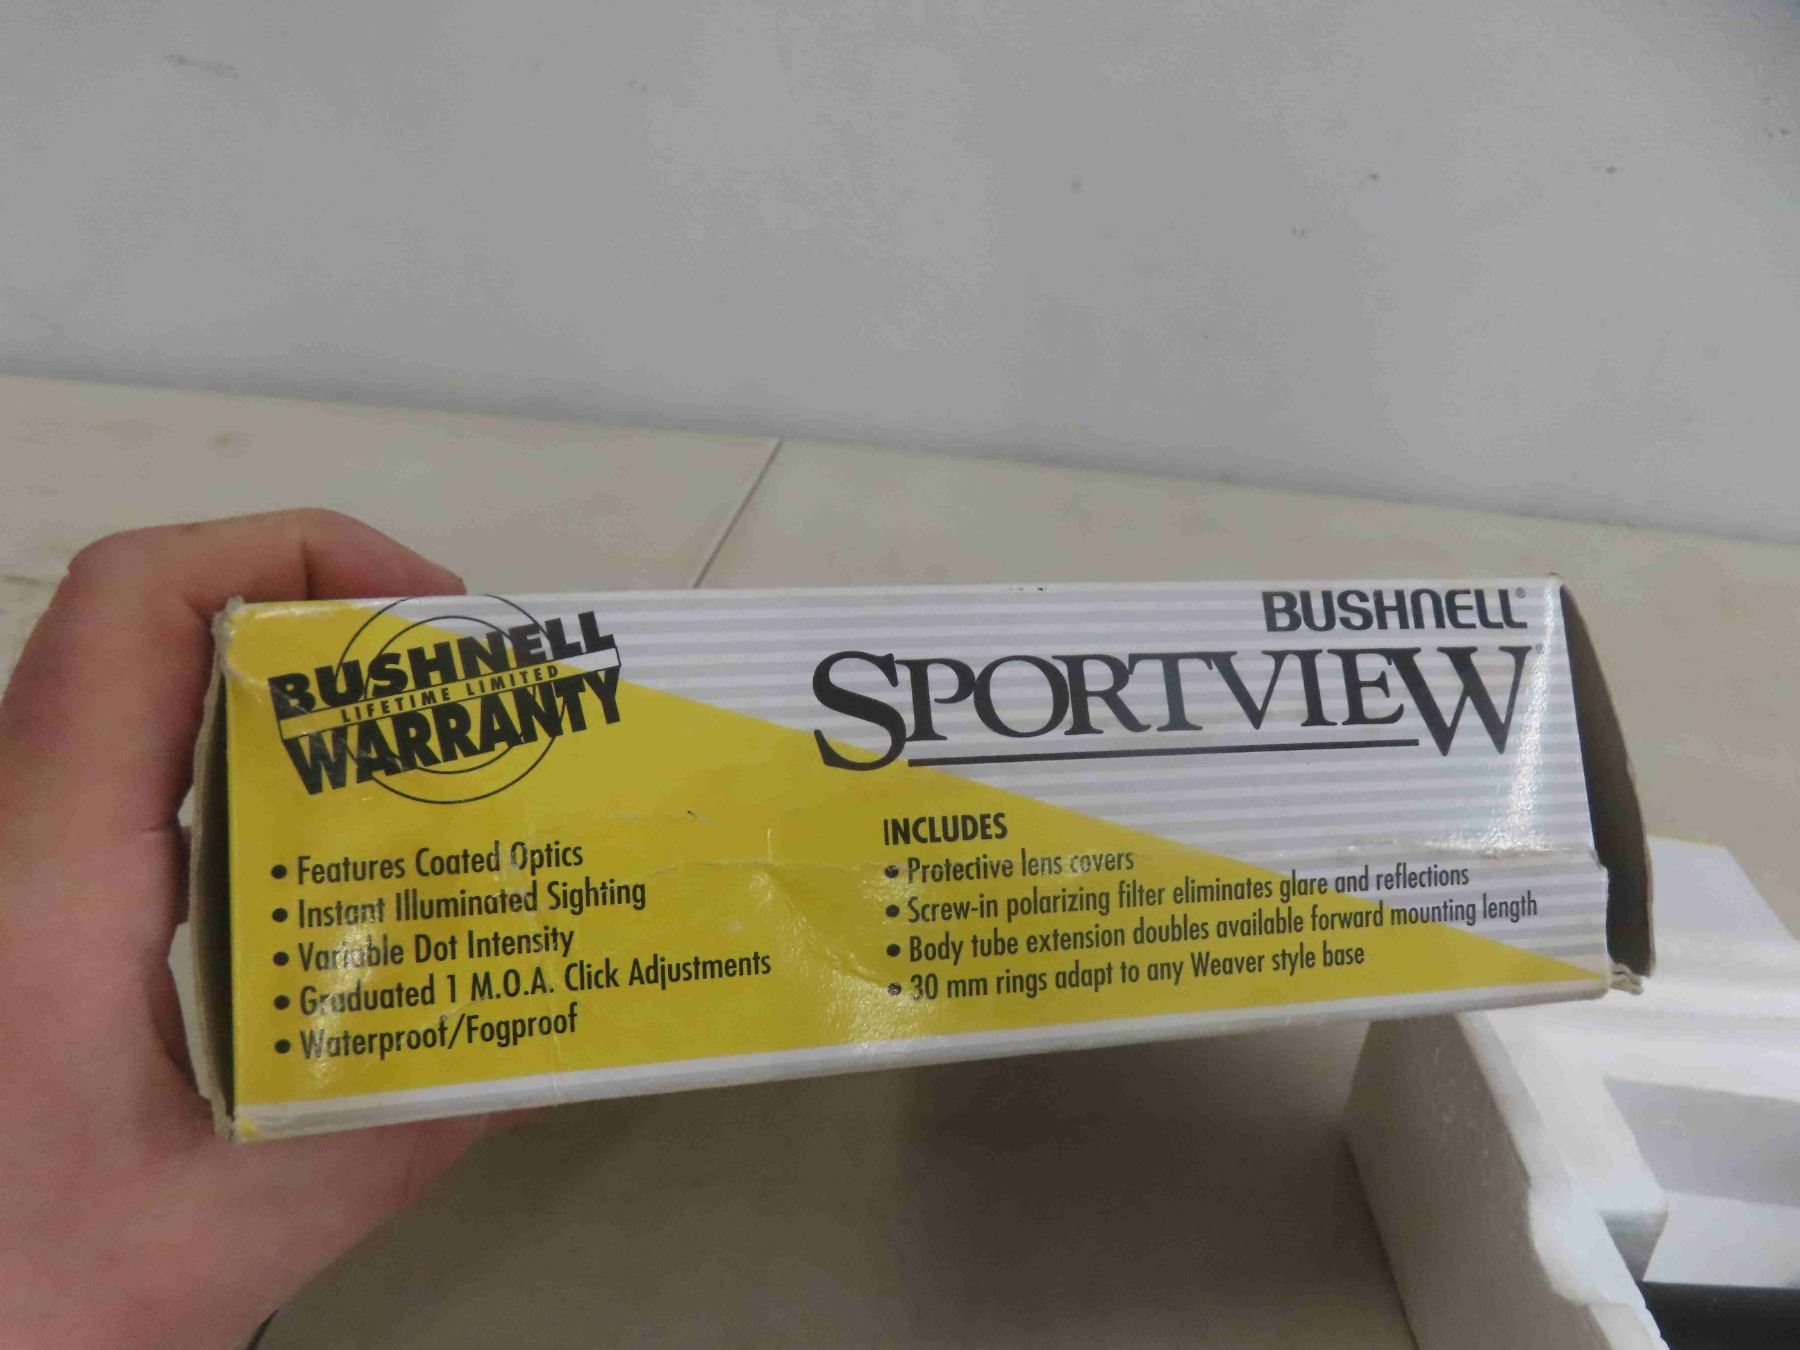 BUSHNELL
LIFETIME LIMITED
WARRANTY
• Features Coated Optics
• Instant Illuminated Sighting
• Variable Dot Intensity
• Graduated 1 M.O.A. Click Adjustments
• Waterproof/Fogproof
BUSHNELL®
SPORTVIEW®
INCLUDES
• Protective lens covers
• Screw-in polarizing filter eliminates glare and reflections
• Body tube extension doubles available forward mounting length
• 30 mm rings adapt to any Weaver style base